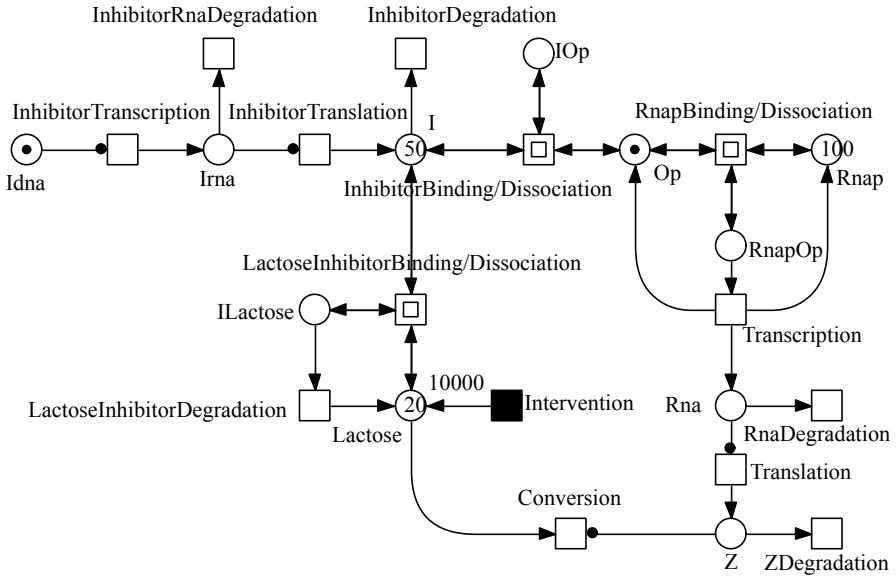 InhibitorRnaDegradation
InhibitorDegradation
IOp
InhibitorTranscription
InhibitorTranslation
I
RnapBinding/Dissociation
50
100
Idna
Irna
InhibitorBinding/Dissociation
Op
Rnap
RnapOp
LactoseInhibitorBinding/Dissociation
ILactose
Transcription
10000
LactoseInhibitorDegradation
20
Intervention
Rna
Lactose
RnaDegradation
Translation
Conversion
Z
ZDegradation